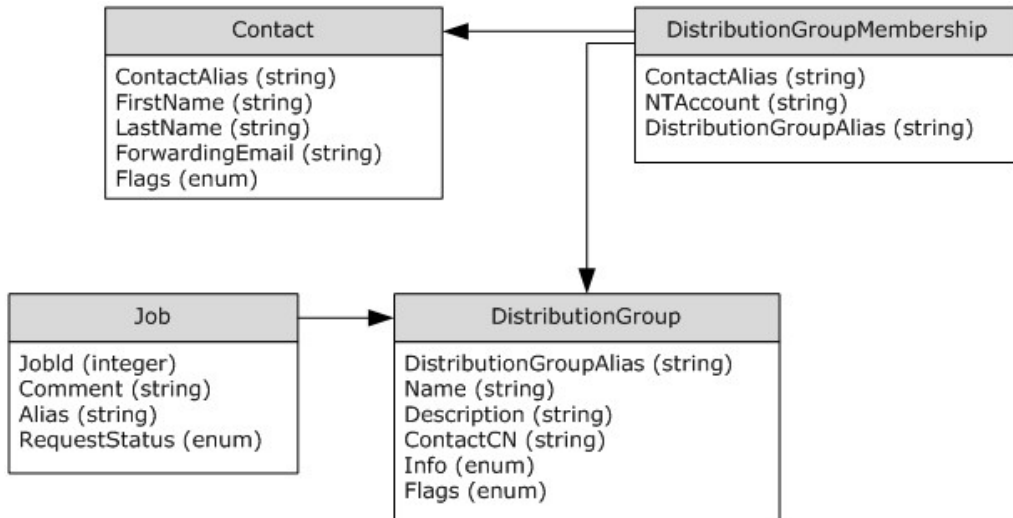 Contact
ContactAlias (string)
FirstName (string)
LastName (string)
ForwardingEmail (string)
Flags (enum)
DistributionGroupMembership
ContactAlias (string)
NTAccount (string)
DistributionGroupAlias (string)
Job
JobId (integer)
Comment (string)
Alias (string)
RequestStatus (enum)
DistributionGroup
DistributionGroupAlias (string)
Name (string)
Description (string)
ContactCN (string)
Info (enum)
Flags (enum)